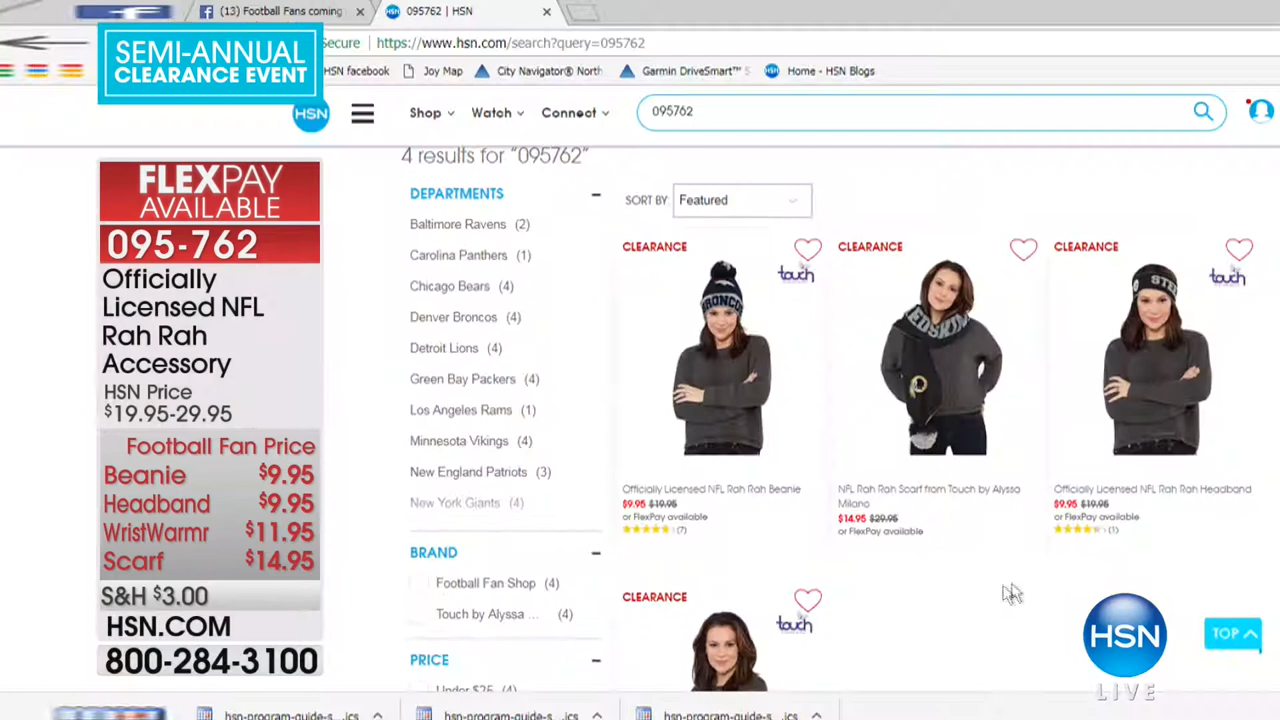 (13) Football Fans coming
095762 | HSN
Secure | https://www.hsn.com/search?query=095762
SEMI-ANNUAL
CLEARANCE EVENT
HSN facebook
Joy Map
City Navigator® North
Garmin DriveSmart™ 5
Home - HSN Blogs
HSN
Shop
Watch
Connect
095762
4 results for "095762"
FLEXPAY
AVAILABLE
095-762
Officially
Licensed NFL
Rah Rah
Accessory
HSN Price
$19.95-29.95
Football Fan Price
Beanie $9.95
Headband $9.95
WristWarmr $11.95
Scarf $14.95
S&H $3.00
HSN.COM
800-284-3100
DEPARTMENTS
Baltimore Ravens (2)
Carolina Panthers (1)
Chicago Bears (4)
Denver Broncos (4)
Detroit Lions (4)
Green Bay Packers (4)
Los Angeles Rams (1)
Minnesota Vikings (4)
New England Patriots (3)
New York Giants (4)
BRAND
Football Fan Shop (4)
Touch by Alyssa ... (4)
PRICE
Under $25 (4)
SORT BY: Featured
CLEARANCE
touch
BRONCO
Officially Licensed NFL Rah Rah Beanie
$9.95 $19.95
or FlexPay available
(7)
CLEARANCE
EDSKIN
NFL Rah Rah Scarf from Touch by Alyssa
Milano
$14.95 $29.95
or FlexPay available
CLEARANCE
touch
STE
Officially Licensed NFL Rah Rah Headband
$9.95 $19.95
or FlexPay available
(1)
CLEARANCE
touch
HSN
LIVE
TOP
hsn-program-guide-s....ics
hsn-program-guide-s....ics
hsn-program-guide-s....ics